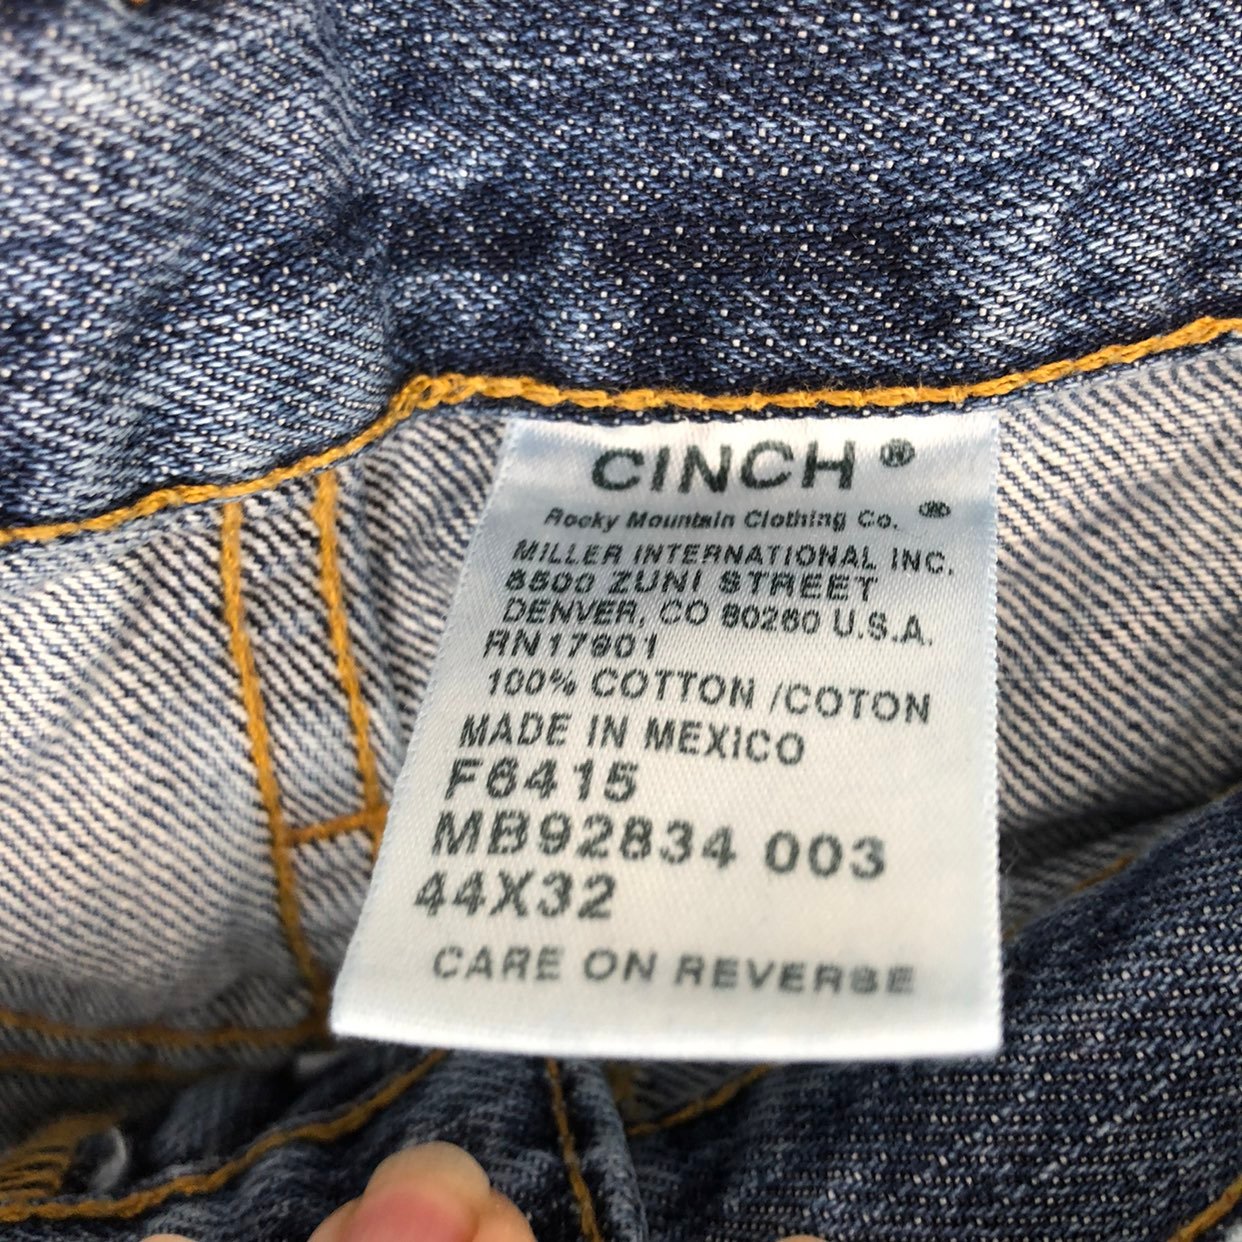 CINCH ®
Rocky Mountain Clothing Co. ®
MILLER INTERNATIONAL INC.
8500 ZUNI STREET
DENVER, CO 80260 U.S.A.
RN17901
100% COTTON /COTON
MADE IN MEXICO
F6415
MB92834 003
44X32
CARE ON REVERSE